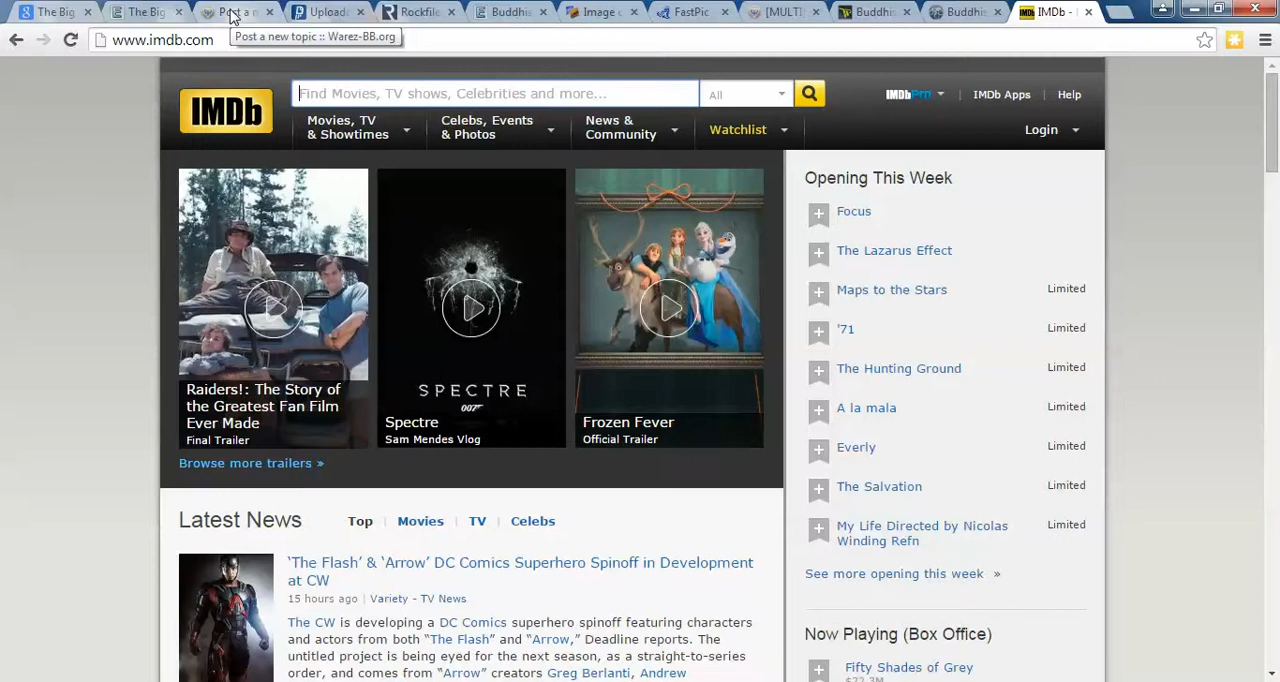 The Big
The Big
Post a n
Uploade
Rockfile
Buddhis
Image c
FastPic
[MULTI
Buddhis
Buddhis
IMDb -
www.imdb.com
Post a new topic :: Warez-BB.org
IMDb
Find Movies, TV shows, Celebrities and more...
All
IMDbPro
IMDb Apps
Help
Movies, TV
& Showtimes
Celebs, Events
& Photos
News &
Community
Watchlist
Login
Raiders!: The Story of
the Greatest Fan Film
Ever Made
Final Trailer
SPECTRE
007
Spectre
Sam Mendes Vlog
Frozen Fever
Official Trailer
Browse more trailers »
Opening This Week
Focus
The Lazarus Effect
Maps to the Stars Limited
'71 Limited
The Hunting Ground Limited
A la mala Limited
Everly Limited
The Salvation Limited
My Life Directed by Nicolas Limited
Winding Refn
See more opening this week »
Latest News
Top | Movies | TV | Celebs
‘The Flash’ & ‘Arrow’ DC Comics Superhero Spinoff in Development
at CW
15 hours ago | Variety - TV News
The CW is developing a DC Comics superhero spinoff featuring characters
and actors from both “The Flash” and “Arrow,” Deadline reports. The
untitled project is being eyed for the next season, as a straight-to-series
order, and comes from “Arrow” creators Greg Berlanti, Andrew
Now Playing (Box Office)
Fifty Shades of Grey
$22.3M